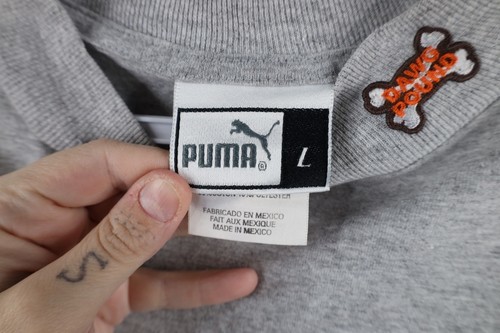 DAWG
POUND
PUMA®
L
FABRICADO EN MEXICO
FAIT AUX MEXIQUE
MADE IN MEXICO